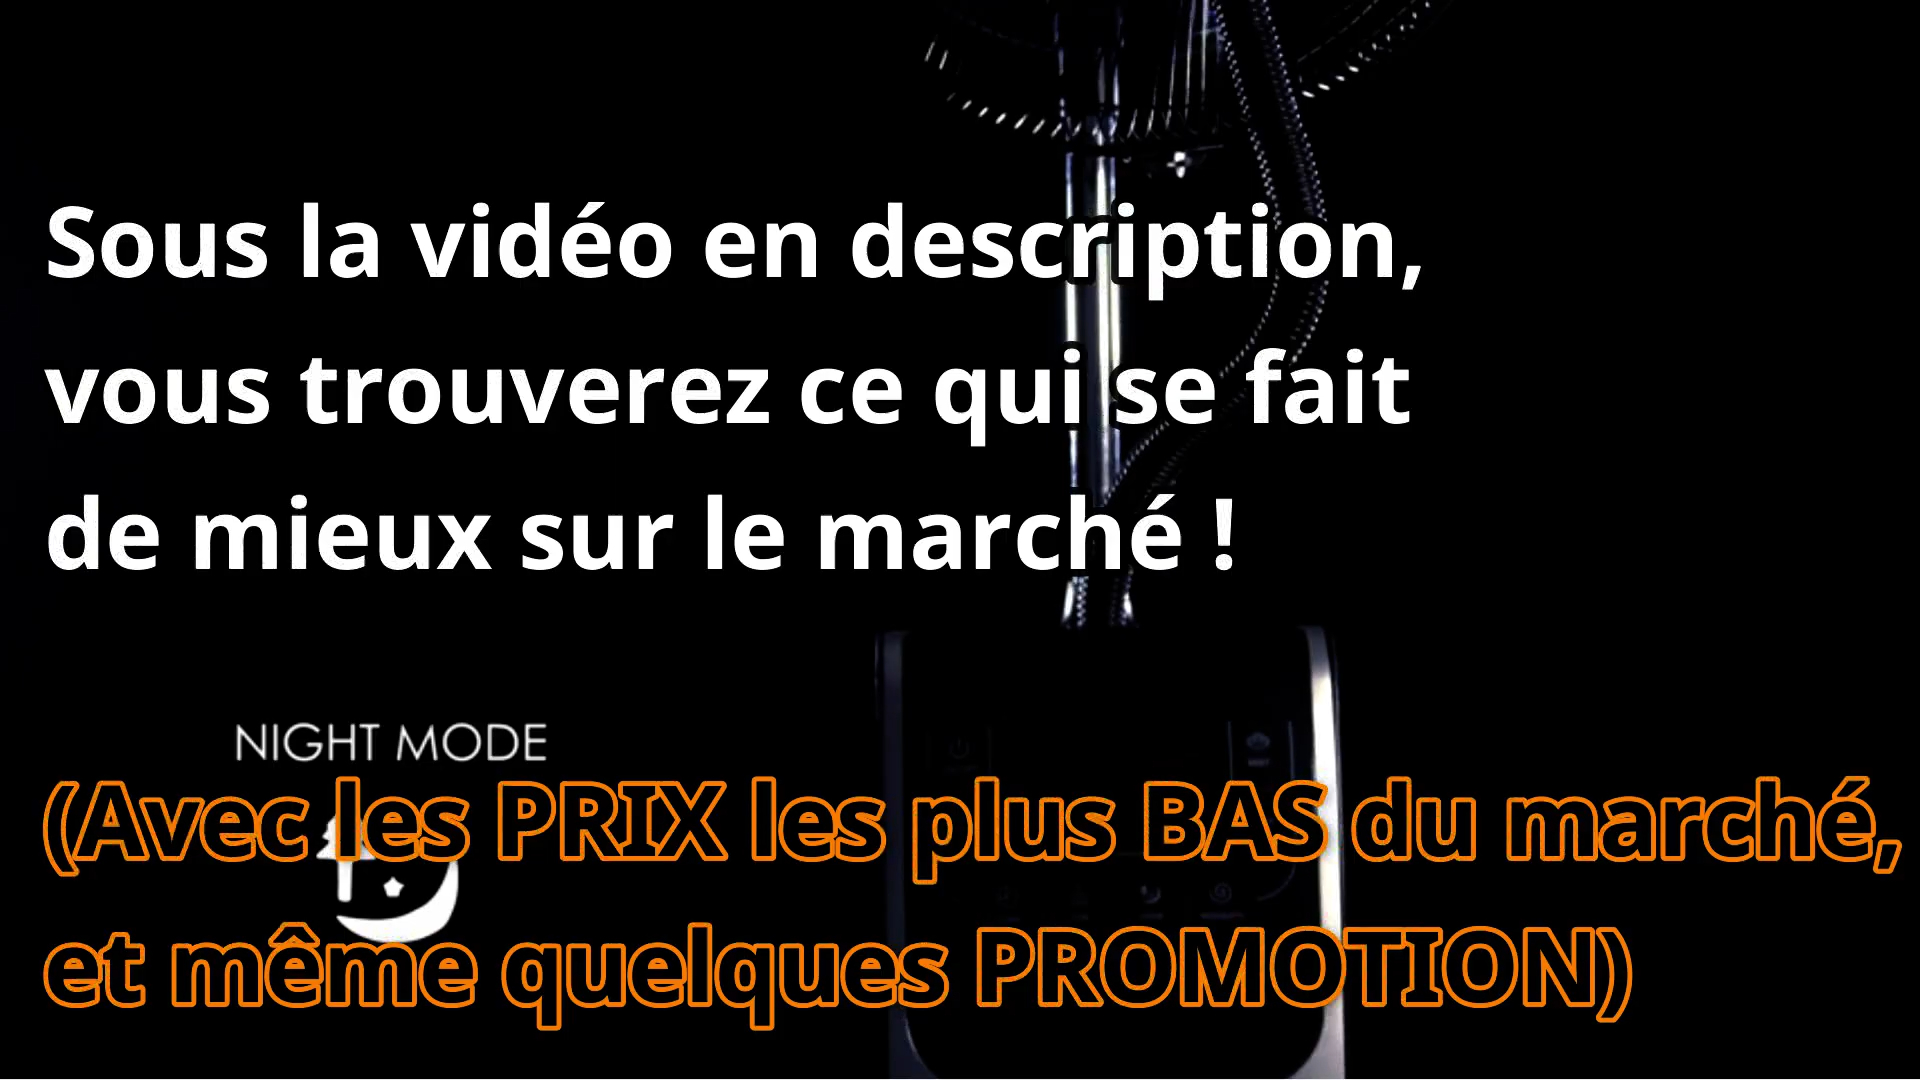 Sous la vidéo en description,
vous trouverez ce qui se fait
de mieux sur le marché !
NIGHT MODE
(Avec les PRIX les plus BAS du marché,
et même quelques PROMOTION)